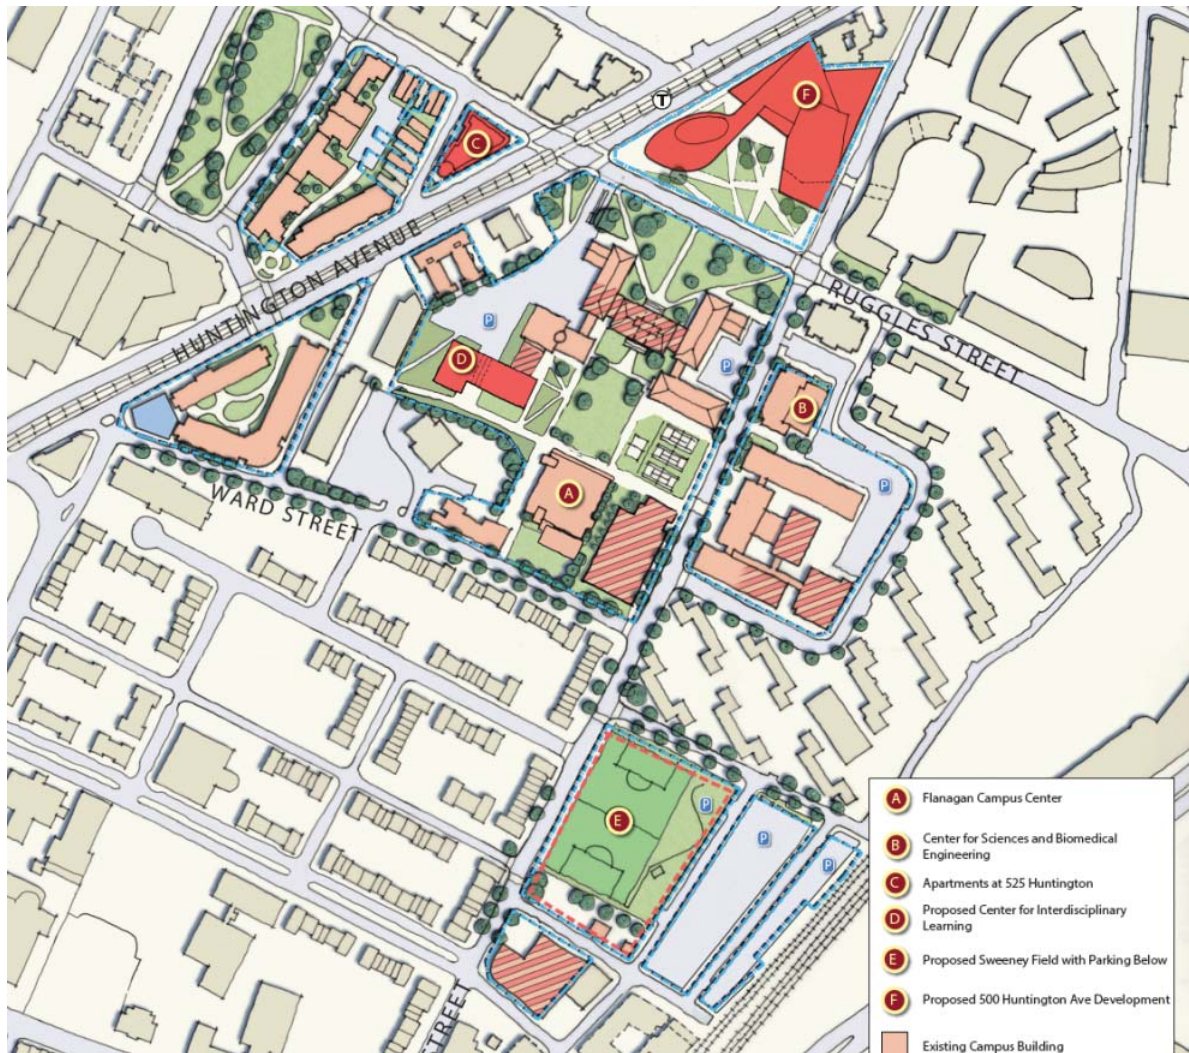 T
F
C
HUNTINGTON AVENUE
RUGGLES STREET
P
D
P
B
P
A
WARD STREET
P
E
P
P
STREET
A Flanagan Campus Center
B Center for Sciences and Biomedical
Engineering
C Apartments at 525 Huntington
D Proposed Center for Interdisciplinary
Learning
E Proposed Sweeney Field with Parking Below
F Proposed 500 Huntington Ave Development
Existing Campus Building